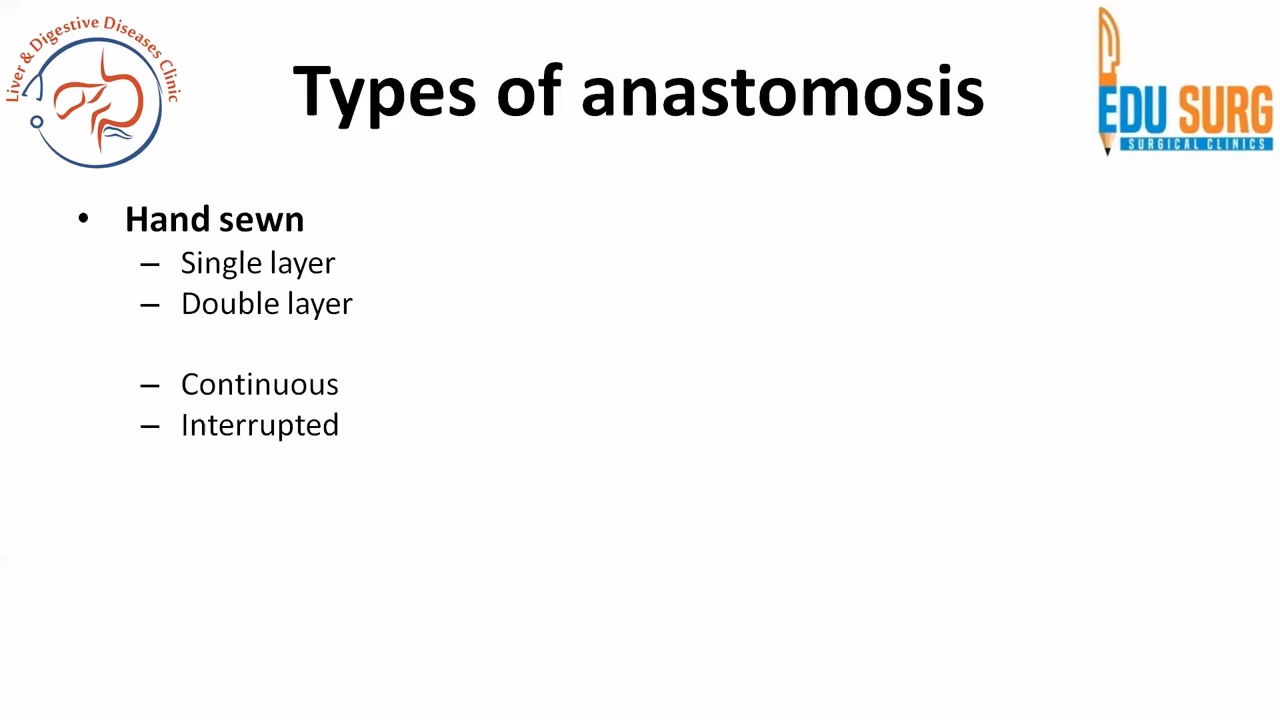 Liver & Digestive Diseases Clinic
Types of anastomosis
EDU SURG
SURGICAL CLINICS
• Hand sewn
– Single layer
– Double layer
– Continuous
– Interrupted